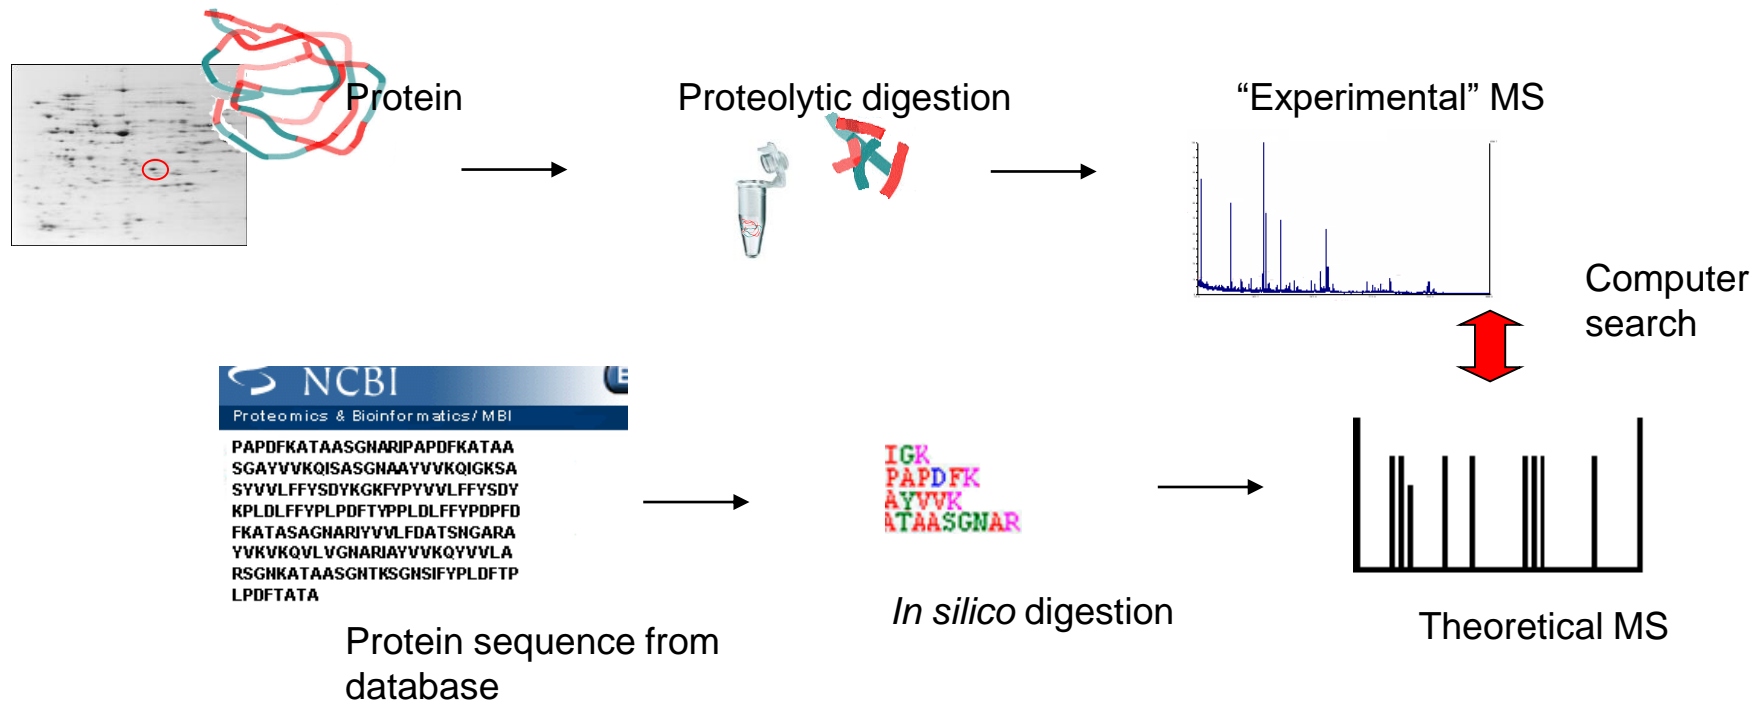 Protein
Proteolytic digestion
“Experimental” MS
Computer
search
NCBI
Proteomics & Bioinformatics/ MBI
PAPDFKATAASGNARIPAPDFKATAA
SGAYVVKQISASGNAAYVVKQIGKSA
SYVVLFFYSDYKGKFYPYVVLFFYSDY
KPLDLFFYPLPDFTYPPLDLFFYPDPFD
FKATASAGNARIYVVLFDATSNGARA
YVKVKQVLVGNARIAYVVKQYVVLA
RSGNKATAASGNTKSGNSIFYPLDFTP
LPDFTATA
IGK
PAPDFK
AYVVK
ATAASGNAR
Protein sequence from
database
In silico digestion
Theoretical MS